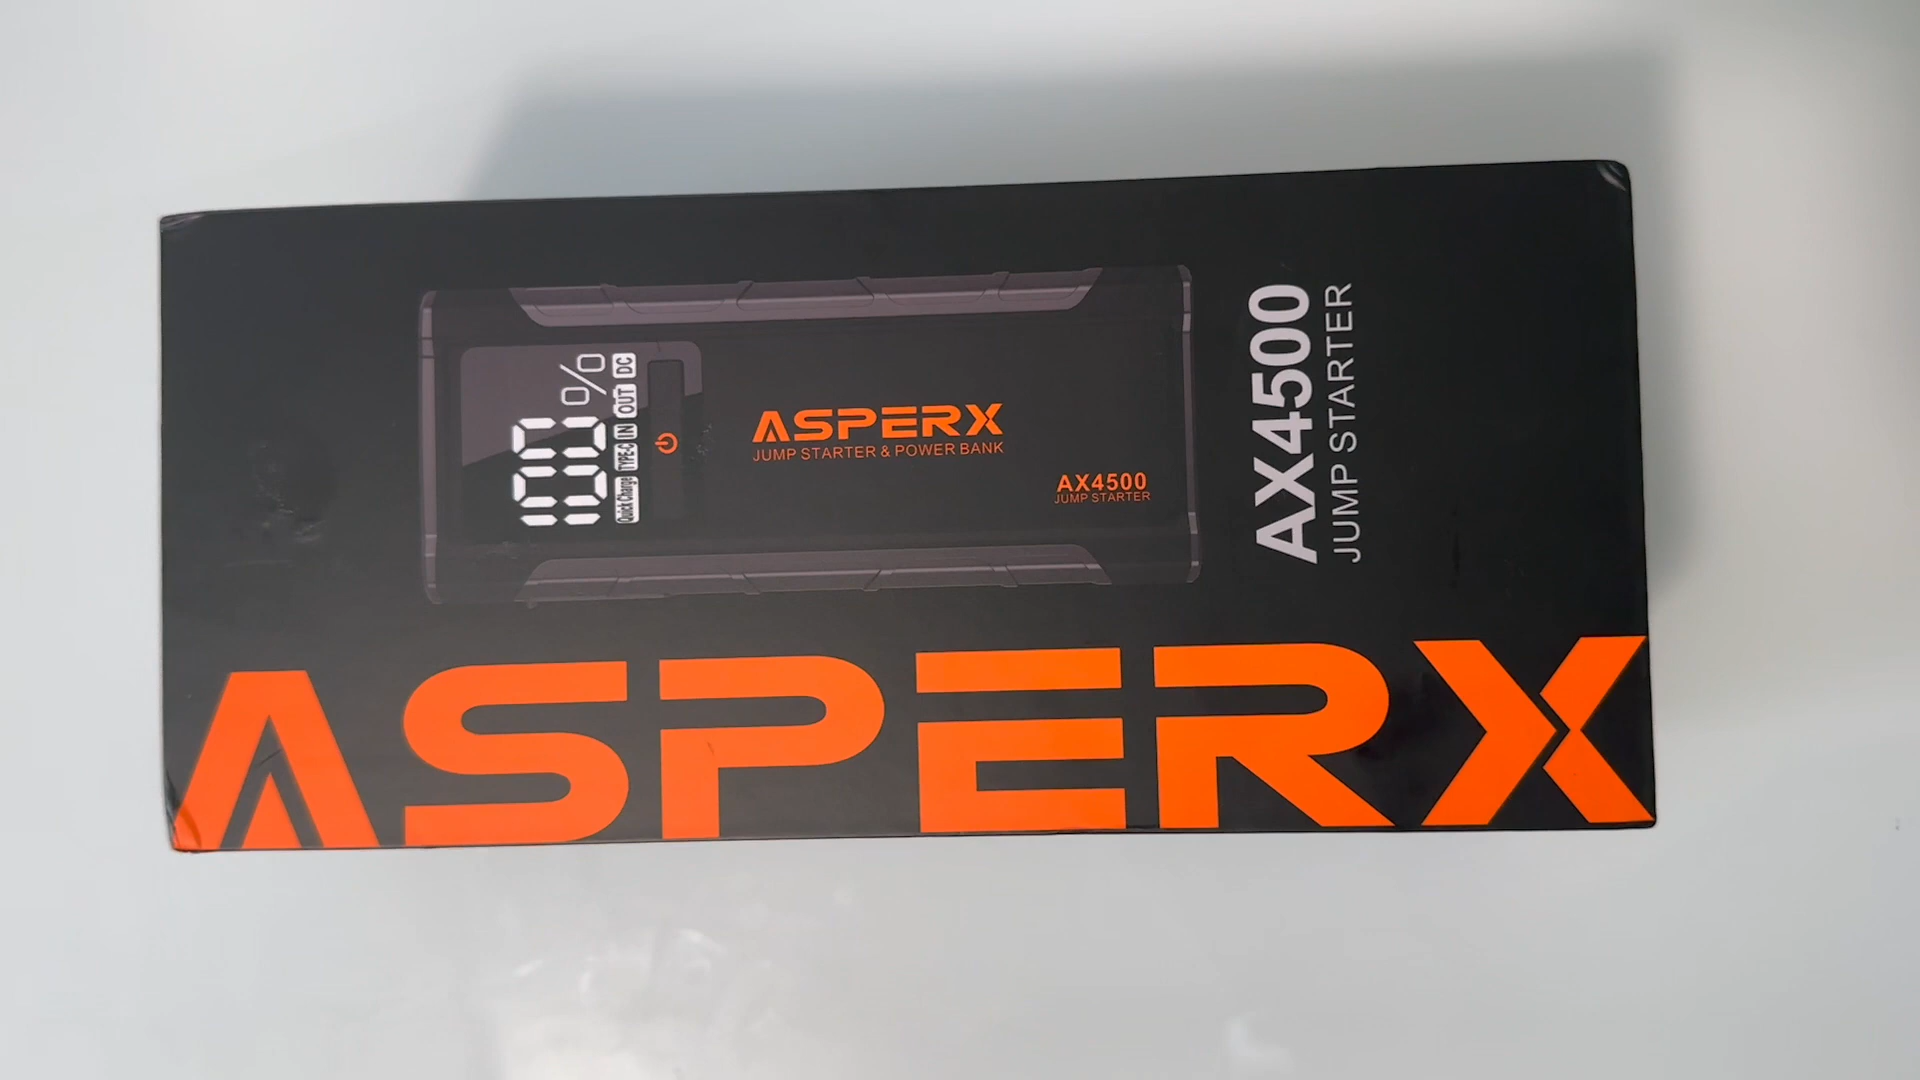 100%
Quick Charge TYPE-C IN OUT DC
ASPERX
JUMP STARTER & POWER BANK
AX4500
JUMP STARTER
AX4500
JUMP STARTER
ASPERX